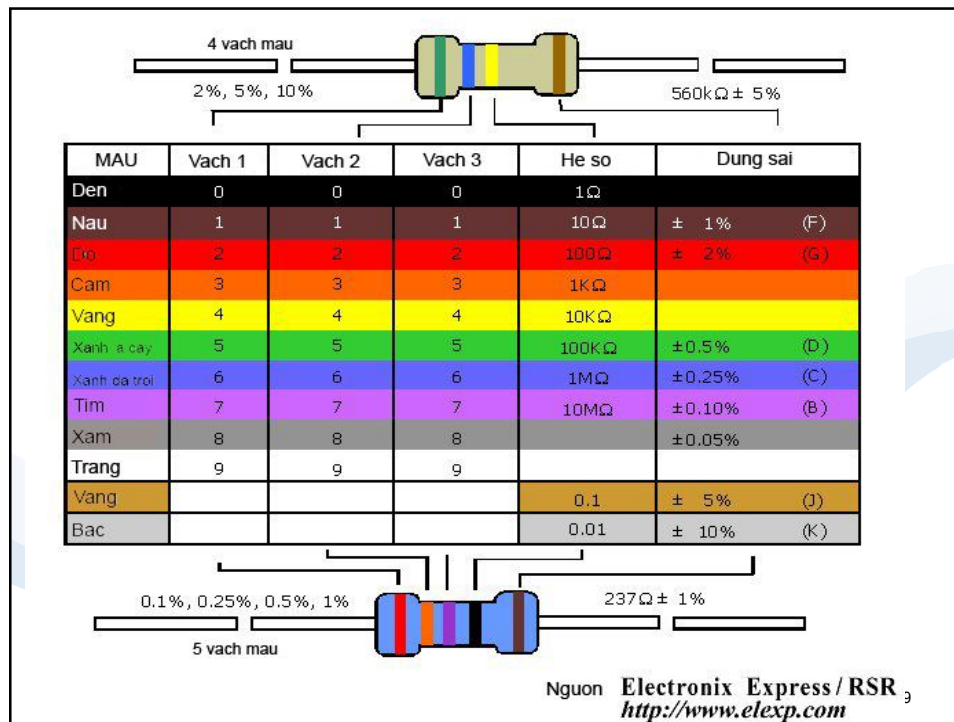 4 vach mau
2%, 5%, 10% 560kΩ ± 5%
MAU Vach 1 Vach 2 Vach 3 He so Dung sai
Den 0 0 0 1Ω
Nau 1 1 1 10Ω ± 1% (F)
Do 2 2 2 100Ω ± 2% (G)
Cam 3 3 3 1KΩ
Vang 4 4 4 10KΩ
Xanh a cay 5 5 5 100KΩ ±0.5% (D)
Xanh da troi 6 6 6 1MΩ ±0.25% (C)
Tim 7 7 7 10MΩ ±0.10% (B)
Xam 8 8 8 ±0.05%
Trang 9 9 9
Vang 0.1 ± 5% (J)
Bac 0.01 ± 10% (K)
0.1%, 0.25%, 0.5%, 1% 237Ω ± 1%
5 vach mau
Nguon Electronix Express / RSR 9
http://www.elexp.com